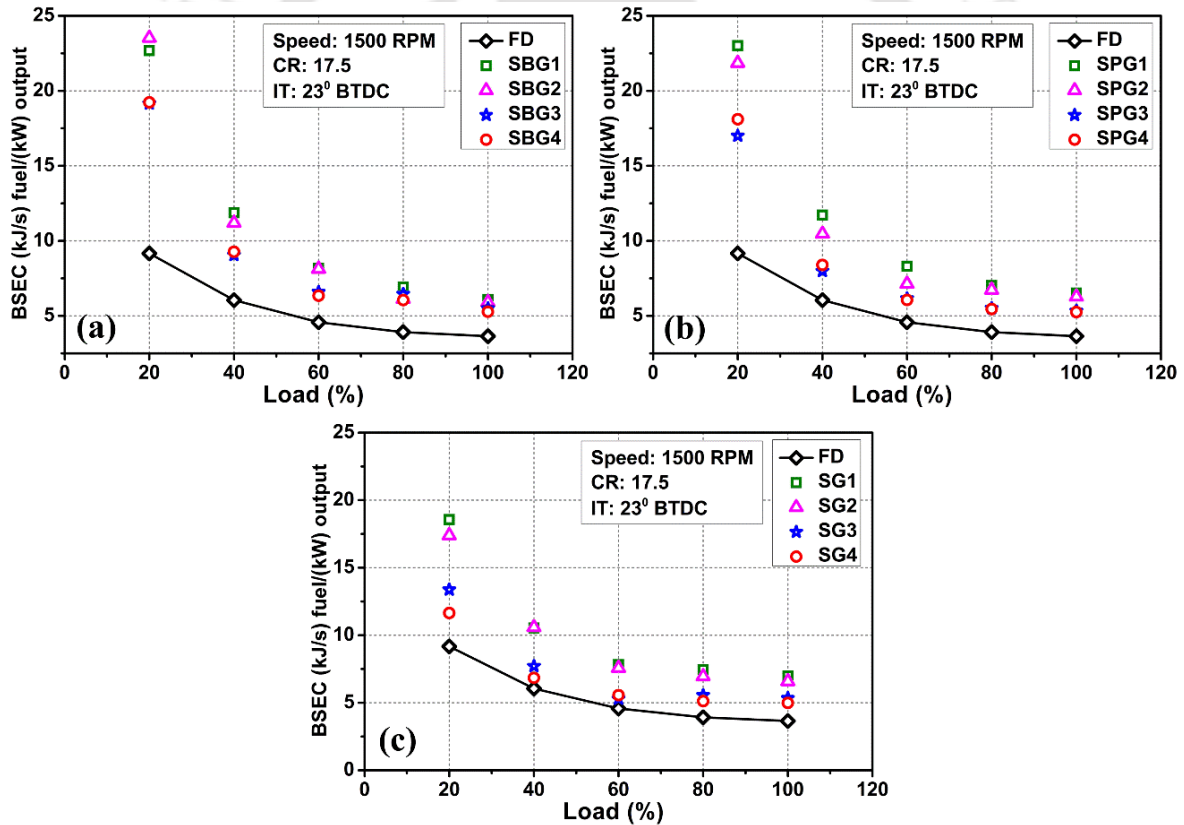 25
20
15
10
5
BSEC (kJ/s) fuel/(kW) output
Speed: 1500 RPM
CR: 17.5
IT: 23⁰ BTDC
FD
SBG1
SBG2
SBG3
SBG4
(a)
0 20 40 60 80 100 120
Load (%)
25
20
15
10
5
BSEC (kJ/s) fuel/(kW) output
Speed: 1500 RPM
CR: 17.5
IT: 23⁰ BTDC
FD
SPG1
SPG2
SPG3
SPG4
(b)
0 20 40 60 80 100 120
Load (%)
25
20
15
10
5
0
BSEC (kJ/s) fuel/(kW) output
Speed: 1500 RPM
CR: 17.5
IT: 23⁰ BTDC
FD
SG1
SG2
SG3
SG4
(c)
0 20 40 60 80 100 120
Load (%)